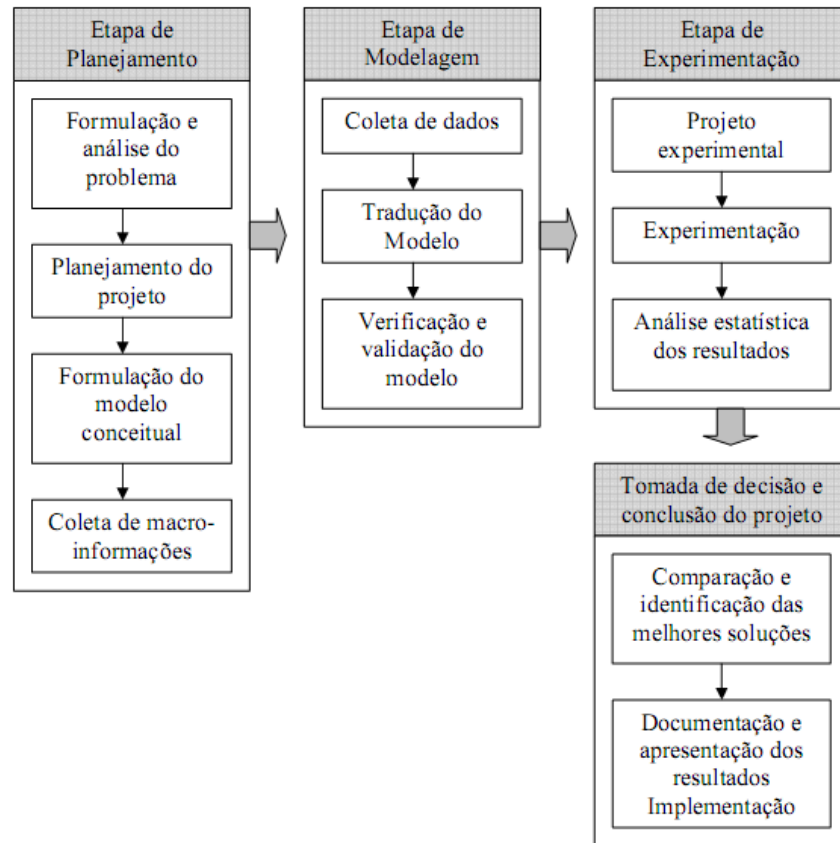 Etapa de
Planejamento
Formulação e
análise do
problema
Planejamento do
projeto
Formulação do
modelo
conceitual
Coleta de macro-
informações
Etapa de
Modelagem
Coleta de dados
Tradução do
Modelo
Verificação e
validação do
modelo
Etapa de
Experimentação
Projeto
experimental
Experimentação
Análise estatística
dos resultados
Tomada de decisão e
conclusão do projeto
Comparação e
identificação das
melhores soluções
Documentação e
apresentação dos
resultados
Implementação